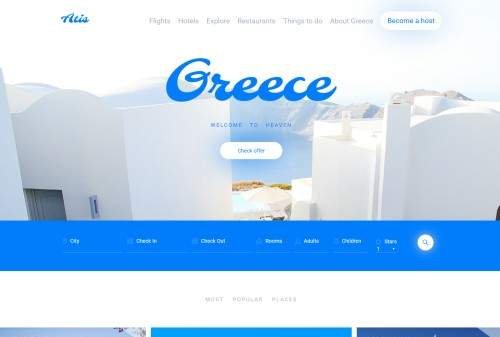 Atis
Flights Hotels Explore Restaurants Things to do About Greece Become a host
Greece
WELCOME TO HEAVEN
Check offer
City Check In Check Out Rooms Adults Children Stars
1
MOST POPULAR PLACES